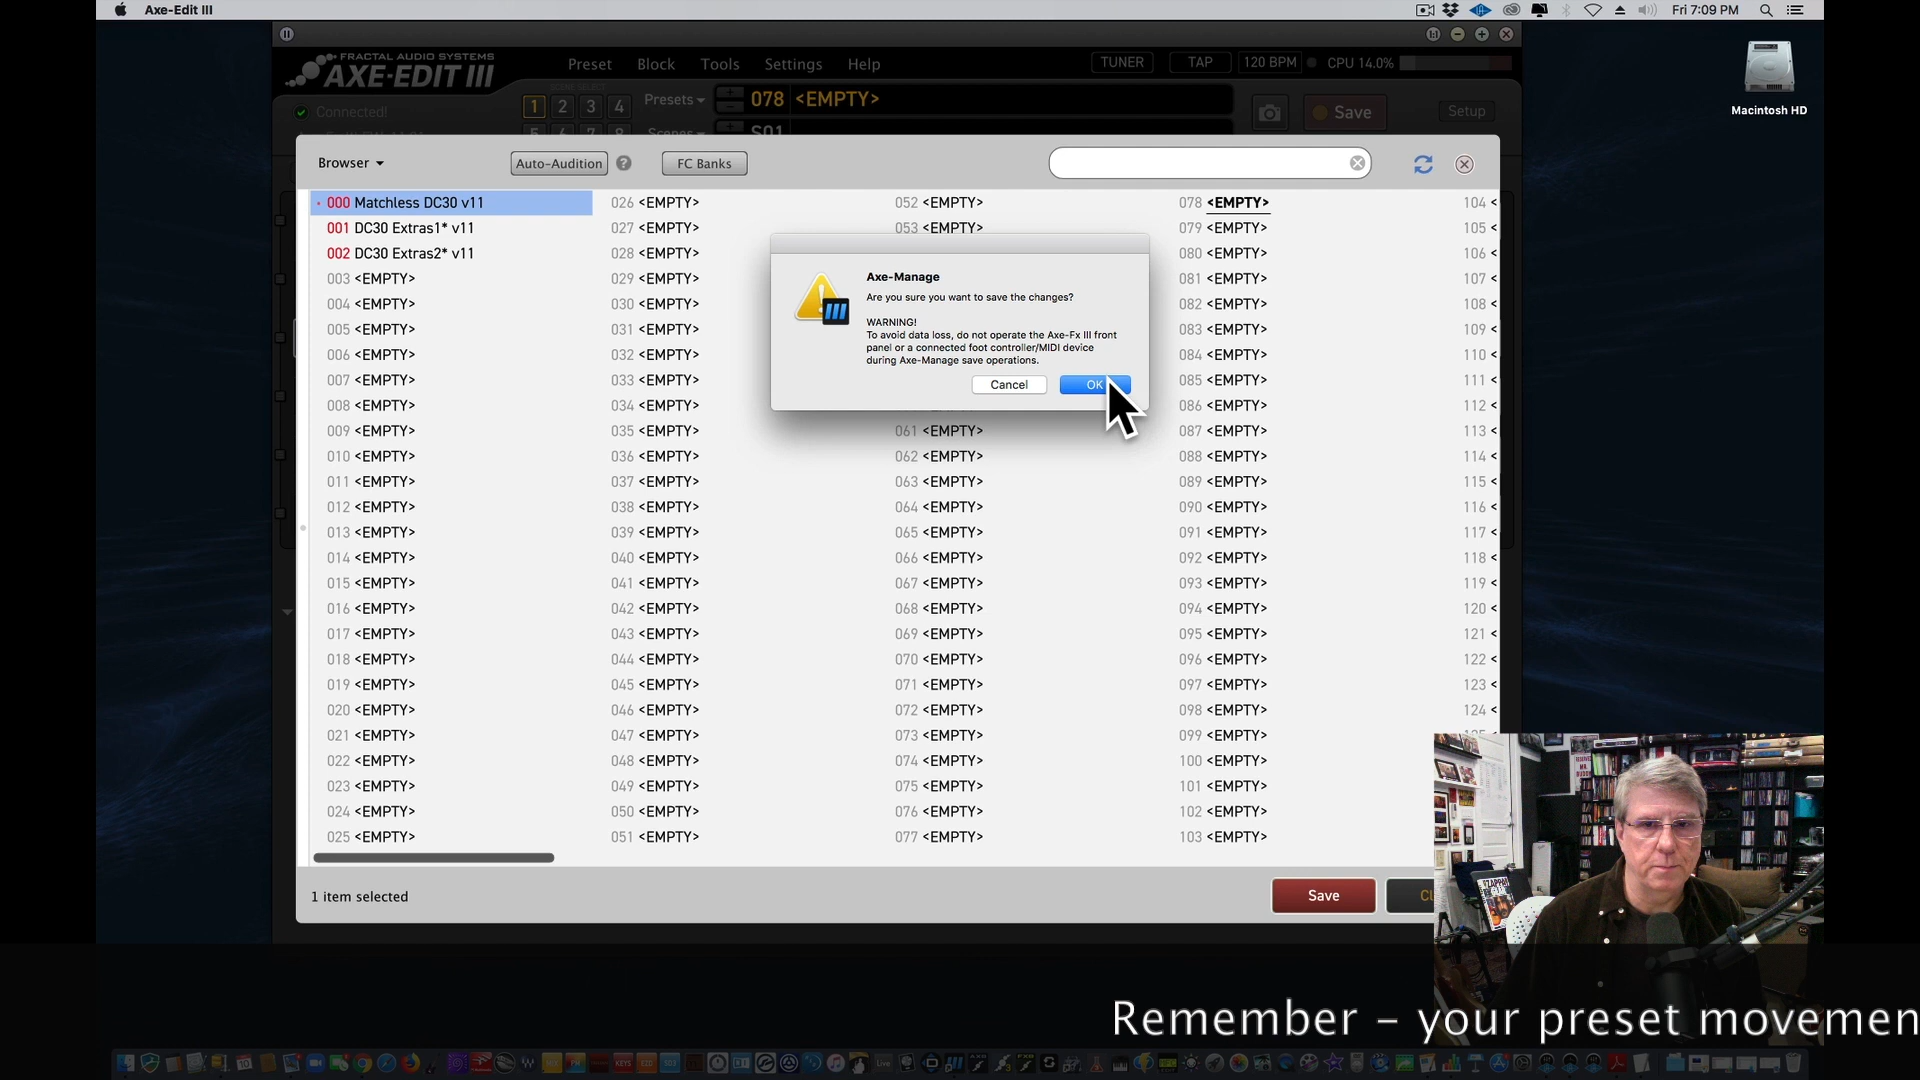 Axe-Edit III
Fri 7:09 PM
FRACTAL AUDIO SYSTEMS
AXE-EDIT III
Preset Block Tools Settings Help
TUNER TAP 120 BPM CPU 14.0%
SCENE SELECT
1 2 3 4 Presets 078 <EMPTY> Save Setup
Connected!
5 6 7 8 Scenes S01
Macintosh HD
Browser Auto-Audition ? FC Banks
000 Matchless DC30 v11
001 DC30 Extras1* v11
002 DC30 Extras2* v11
003 <EMPTY>
004 <EMPTY>
005 <EMPTY>
006 <EMPTY>
007 <EMPTY>
008 <EMPTY>
009 <EMPTY>
010 <EMPTY>
011 <EMPTY>
012 <EMPTY>
013 <EMPTY>
014 <EMPTY>
015 <EMPTY>
016 <EMPTY>
017 <EMPTY>
018 <EMPTY>
019 <EMPTY>
020 <EMPTY>
021 <EMPTY>
022 <EMPTY>
023 <EMPTY>
024 <EMPTY>
025 <EMPTY>
026 <EMPTY>
027 <EMPTY>
028 <EMPTY>
029 <EMPTY>
030 <EMPTY>
031 <EMPTY>
032 <EMPTY>
033 <EMPTY>
034 <EMPTY>
035 <EMPTY>
036 <EMPTY>
037 <EMPTY>
038 <EMPTY>
039 <EMPTY>
040 <EMPTY>
041 <EMPTY>
042 <EMPTY>
043 <EMPTY>
044 <EMPTY>
045 <EMPTY>
046 <EMPTY>
047 <EMPTY>
048 <EMPTY>
049 <EMPTY>
050 <EMPTY>
051 <EMPTY>
052 <EMPTY>
053 <EMPTY>
Axe-Manage
Are you sure you want to save the changes?
WARNING!
To avoid data loss, do not operate the Axe-Fx III front
panel or a connected foot controller/MIDI device
during Axe-Manage save operations.
Cancel OK
061 <EMPTY>
062 <EMPTY>
063 <EMPTY>
064 <EMPTY>
065 <EMPTY>
066 <EMPTY>
067 <EMPTY>
068 <EMPTY>
069 <EMPTY>
070 <EMPTY>
071 <EMPTY>
072 <EMPTY>
073 <EMPTY>
074 <EMPTY>
075 <EMPTY>
076 <EMPTY>
077 <EMPTY>
078 <EMPTY>
079 <EMPTY>
080 <EMPTY>
081 <EMPTY>
082 <EMPTY>
083 <EMPTY>
084 <EMPTY>
085 <EMPTY>
086 <EMPTY>
087 <EMPTY>
088 <EMPTY>
089 <EMPTY>
090 <EMPTY>
091 <EMPTY>
092 <EMPTY>
093 <EMPTY>
094 <EMPTY>
095 <EMPTY>
096 <EMPTY>
097 <EMPTY>
098 <EMPTY>
099 <EMPTY>
100 <EMPTY>
101 <EMPTY>
102 <EMPTY>
103 <EMPTY>
104 <
105 <
106 <
107 <
108 <
109 <
110 <
111 <
112 <
113 <
114 <
115 <
116 <
117 <
118 <
119 <
120 <
121 <
122 <
123 <
124 <
1 item selected
Save
ZAPPA
Remember – your preset movemen